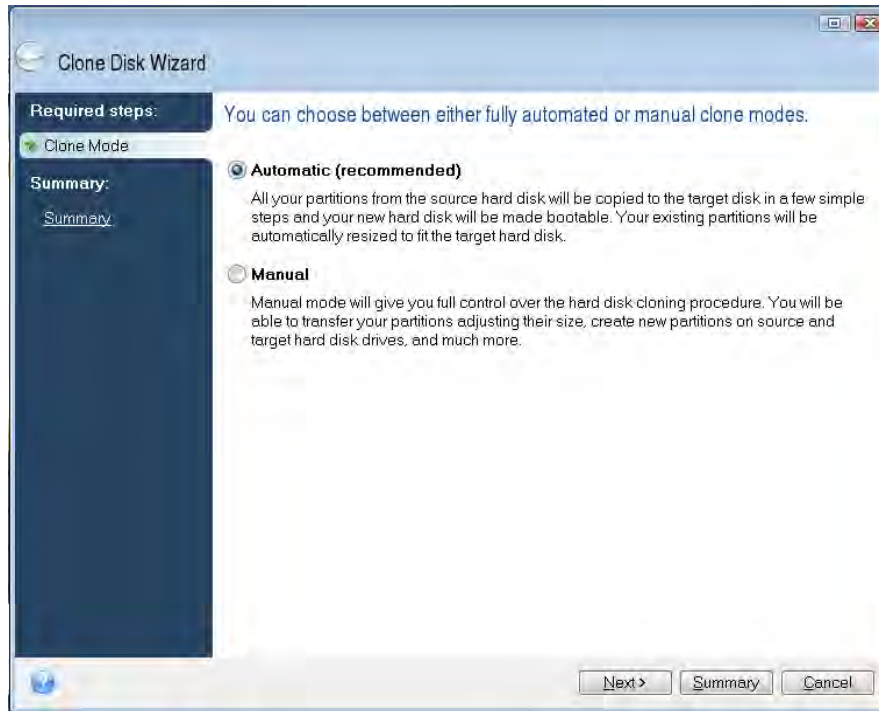 Clone Disk Wizard
Required steps:
Clone Mode
Summary:
Summary
You can choose between either fully automated or manual clone modes.
Automatic (recommended)
All your partitions from the source hard disk will be copied to the target disk in a few simple
steps and your new hard disk will be made bootable. Your existing partitions will be
automatically resized to fit the target hard disk.
Manual
Manual mode will give you full control over the hard disk cloning procedure. You will be
able to transfer your partitions adjusting their size, create new partitions on source and
target hard disk drives, and much more.
Next >
Summary
Cancel